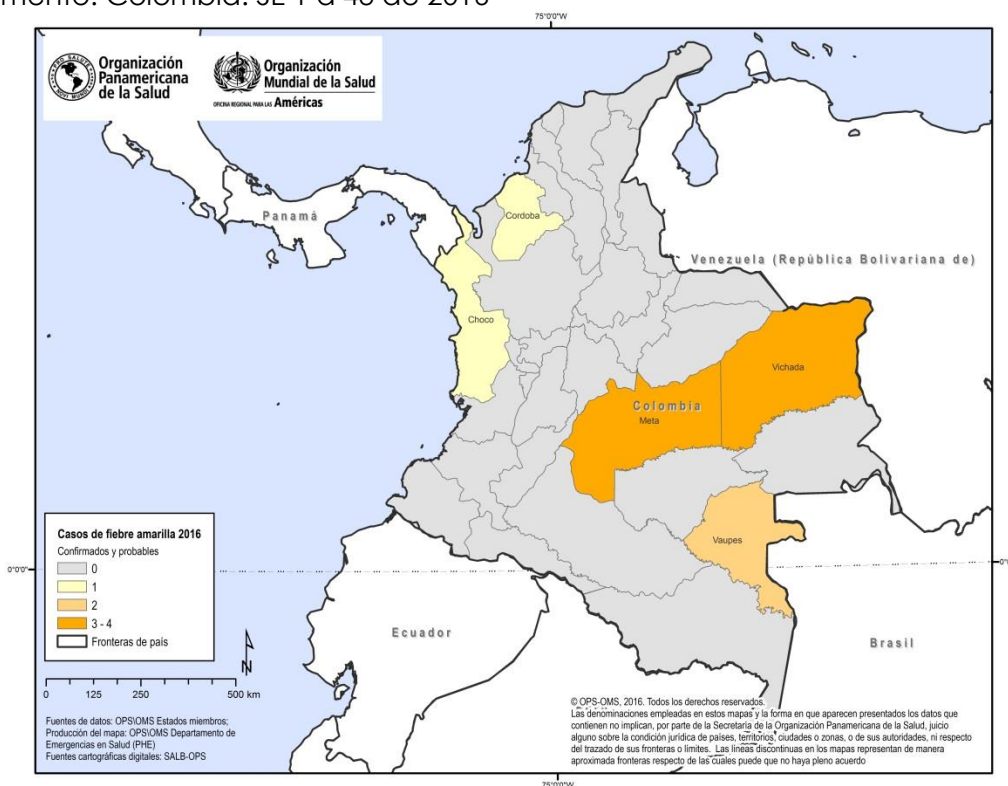 Colombia. SE 1 a de 2016
75°0'0"W
PRO SALUTE
NOVI MUNDI
Organización
Panamericana
de la Salud
Organización
Mundial de la Salud
OFICINA REGIONAL PARA LAS Américas
Panamá
Cordoba
Venezuela (República Bolivariana de)
Choco
Vichada
Colombia
Meta
Vaupes
Ecuador
Brasil
0°0'0"
Casos de fiebre amarilla 2016
Confirmados y probables
0
1
2
3 - 4
Fronteras de país
N
0 125 250 500 km
Fuentes de datos: OPS\OMS Estados miembros;
Producción del mapa: OPS\OMS Departamento de
Emergencias en Salud (PHE)
Fuentes cartográficas digitales: SALB-OPS
© OPS-OMS, 2016. Todos los derechos reservados.
Las denominaciones empleadas en estos mapas y la forma en que aparecen presentados los datos que
contienen no implican, por parte de la Secretaría de la Organización Panamericana de la Salud, juicio
alguno sobre la condición jurídica de países, territorios, ciudades o zonas, o de sus autoridades, ni respecto
del trazado de sus fronteras o límites. Las líneas discontinuas en los mapas representan de manera
aproximada fronteras respecto de las cuales puede que no haya pleno acuerdo
75°0'0"W